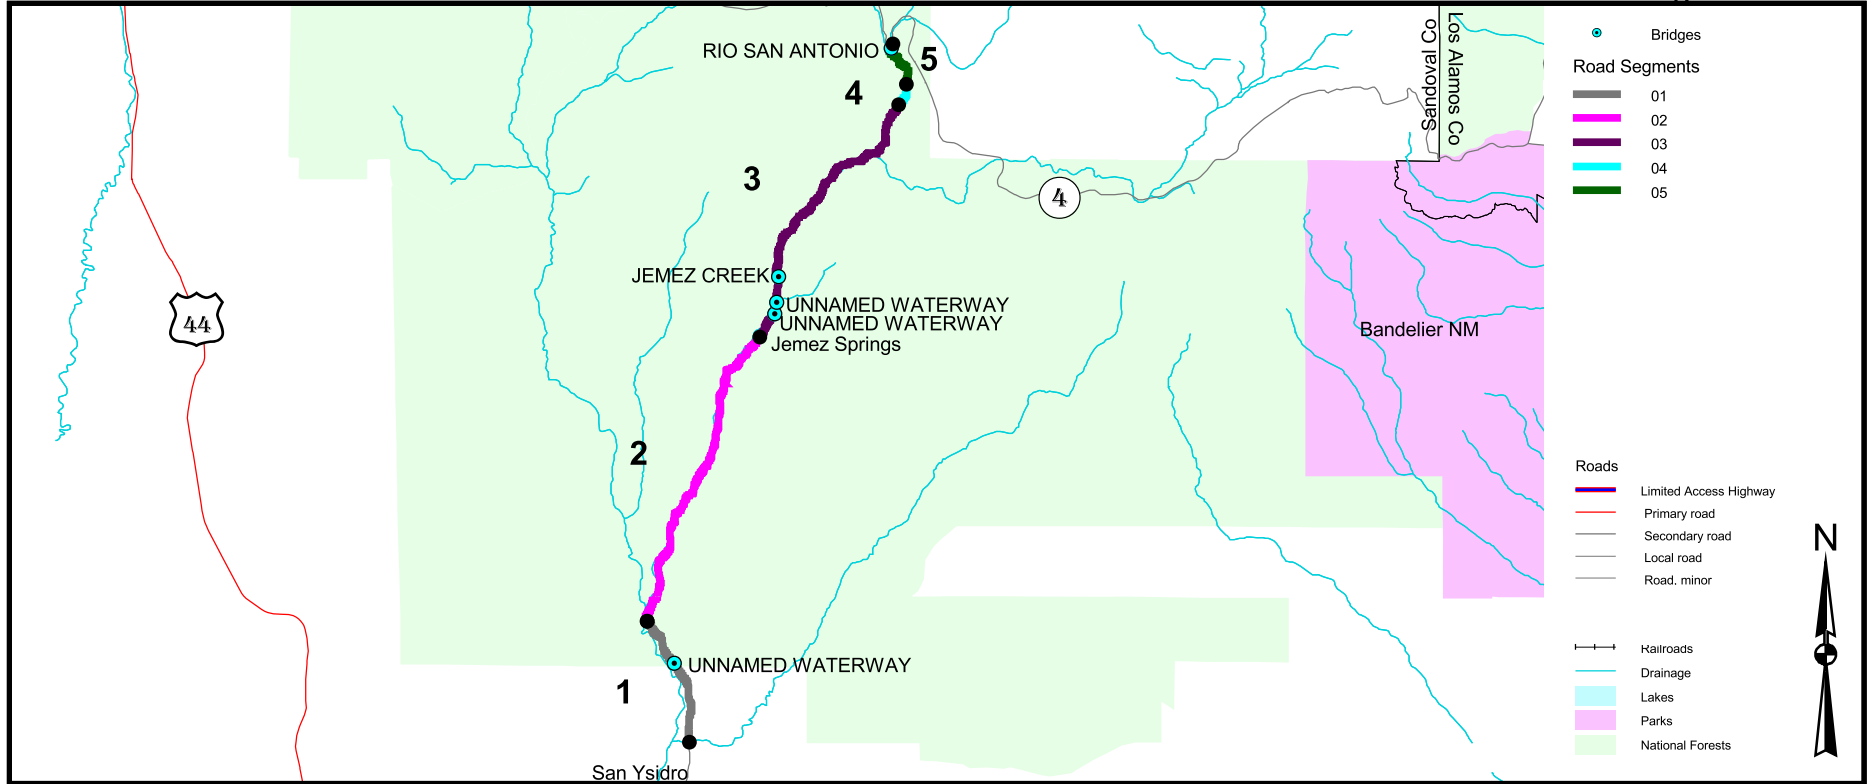 RIO SAN ANTONIO
5
4
3
4
JEMEZ CREEK
UNNAMED WATERWAY
UNNAMED WATERWAY
Jemez Springs
44
2
Bandelier NM
UNNAMED WATERWAY
1
San Ysidro
Sandoval Co
Los Alamos Co
Bridges
Road Segments
01
02
03
04
05
Roads
Limited Access Highway
Primary road
Secondary road
Local road
Road. minor
Railroads
Drainage
Lakes
Parks
National Forests
N